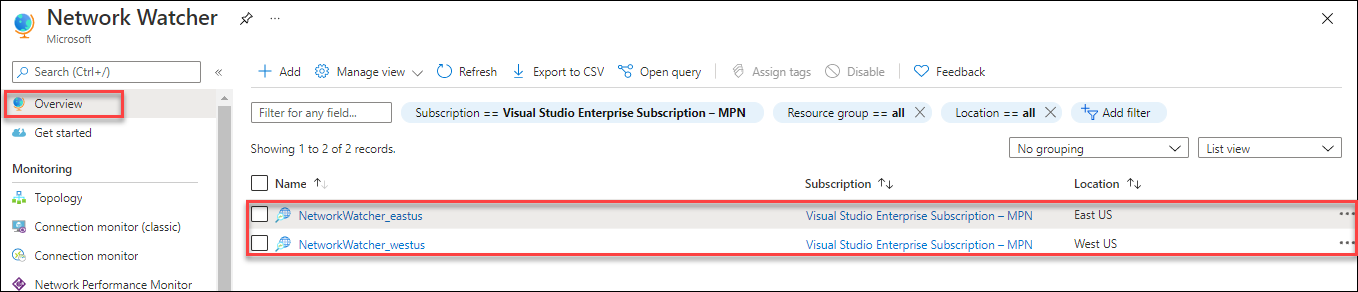 Network Watcher
Microsoft
Search (Ctrl+/)
Overview
Get started
Monitoring
Topology
Connection monitor (classic)
Connection monitor
Network Performance Monitor
Add Manage view Refresh Export to CSV Open query Assign tags Disable Feedback
Filter for any field... Subscription == Visual Studio Enterprise Subscription – MPN Resource group == all Location == all Add filter
Showing 1 to 2 of 2 records. No grouping List view
Name Subscription Location
NetworkWatcher_eastus Visual Studio Enterprise Subscription – MPN East US
NetworkWatcher_westus Visual Studio Enterprise Subscription – MPN West US